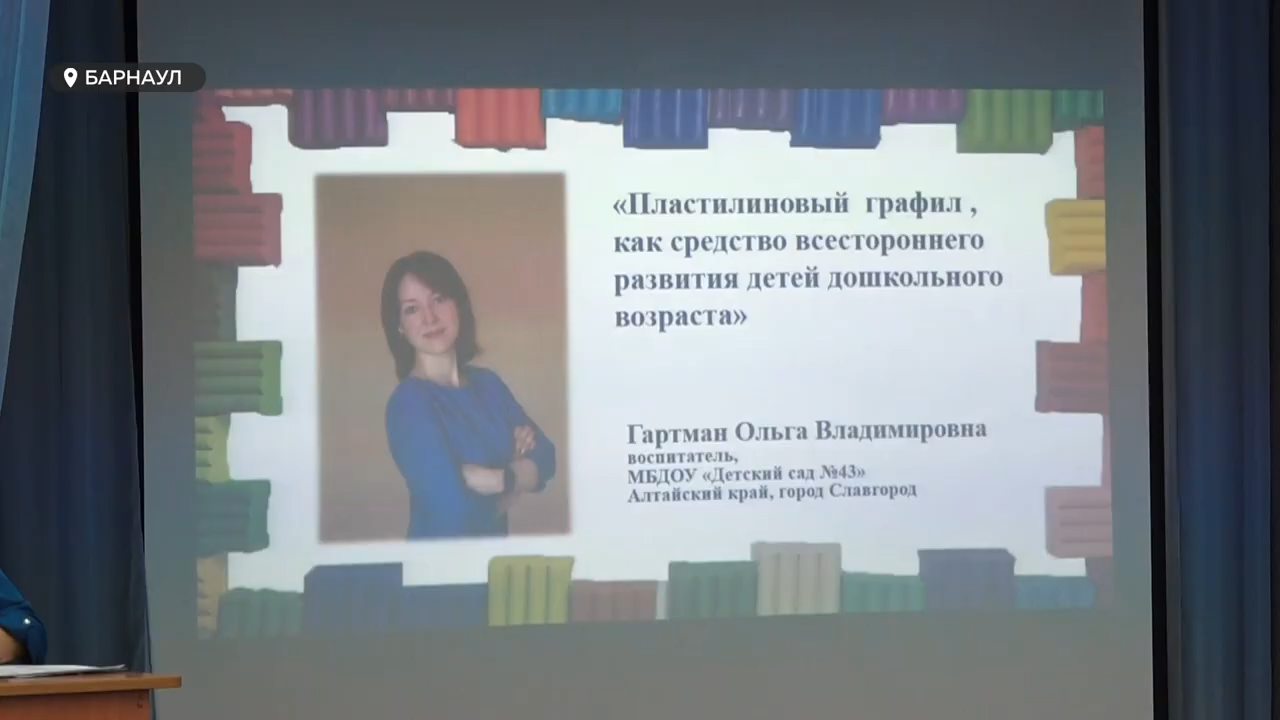 БАРНАУЛ
«Пластилиновый графил ,
как средство всестороннего
развития детей дошкольного
возраста»
Гартман Ольга Владимировна
воспитатель,
МБДОУ «Детский сад №43»
Алтайский край, город Славгород